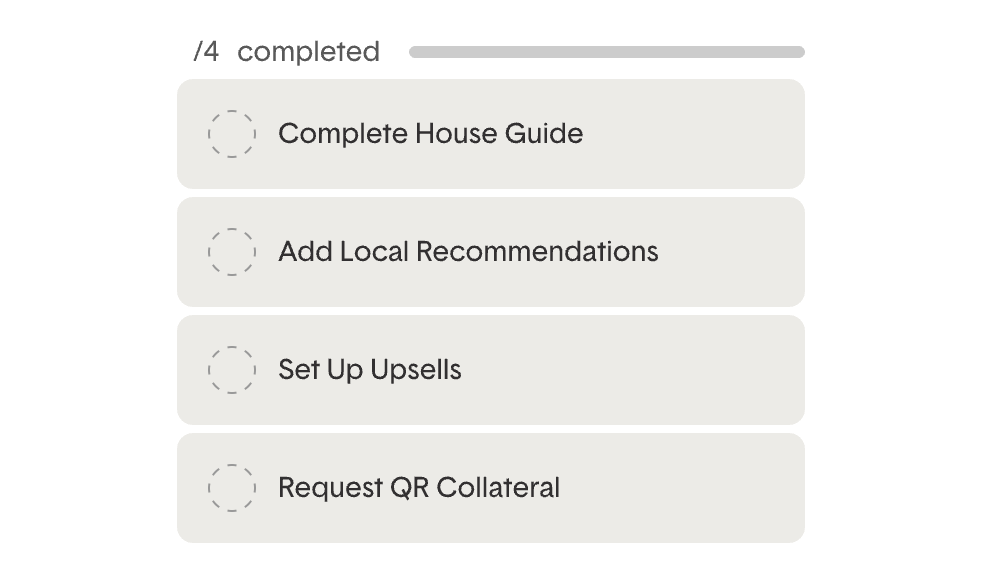 /4 completed
Complete House Guide
Add Local Recommendations
Set Up Upsells
Request QR Collateral